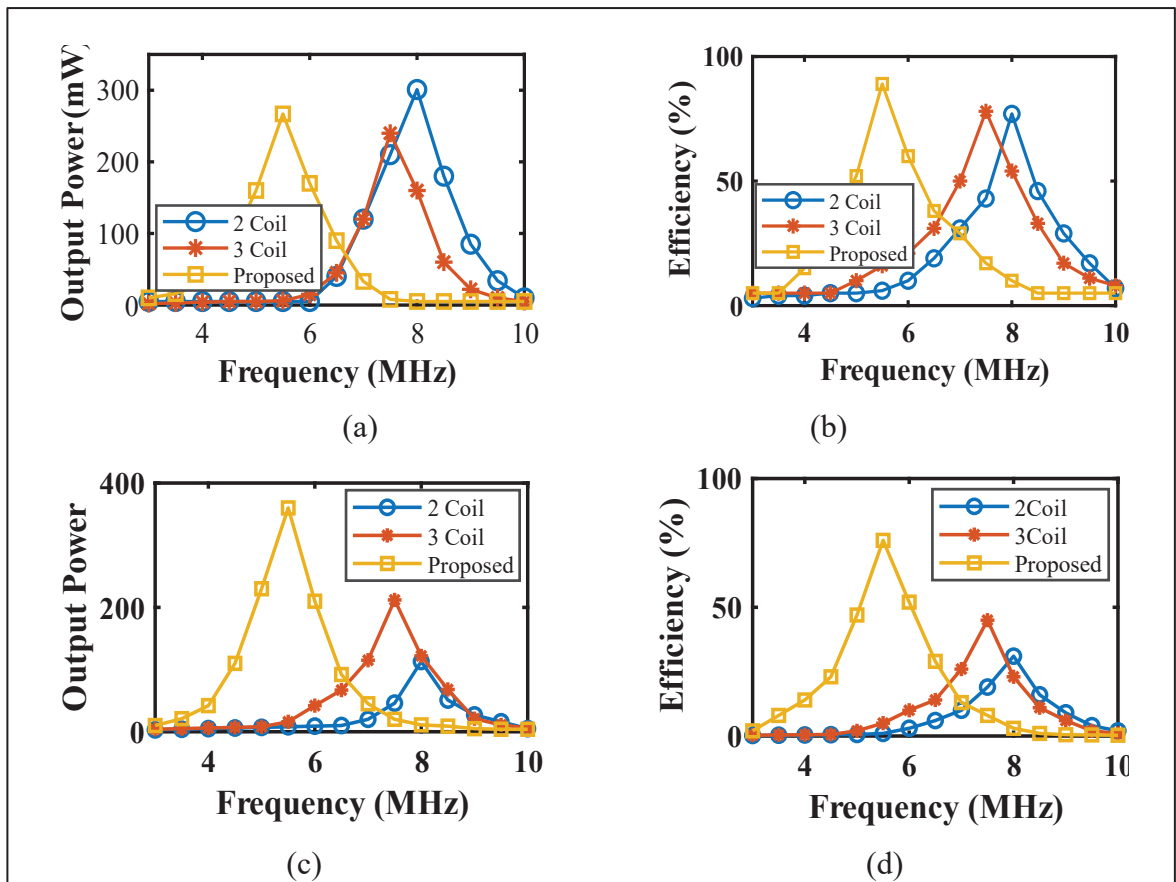 Output Power(mW)
300
200
100
0
2 Coil
3 Coil
Proposed
4 6 8 10
Frequency (MHz)
(a)
Efficiency (%)
100
50
0
2 Coil
3 Coil
Proposed
4 6 8 10
Frequency (MHz)
(b)
Output Power
400
200
0
2 Coil
3 Coil
Proposed
4 6 8 10
Frequency (MHz)
(c)
Efficiency (%)
100
50
0
2Coil
3Coil
Proposed
4 6 8 10
Frequency (MHz)
(d)